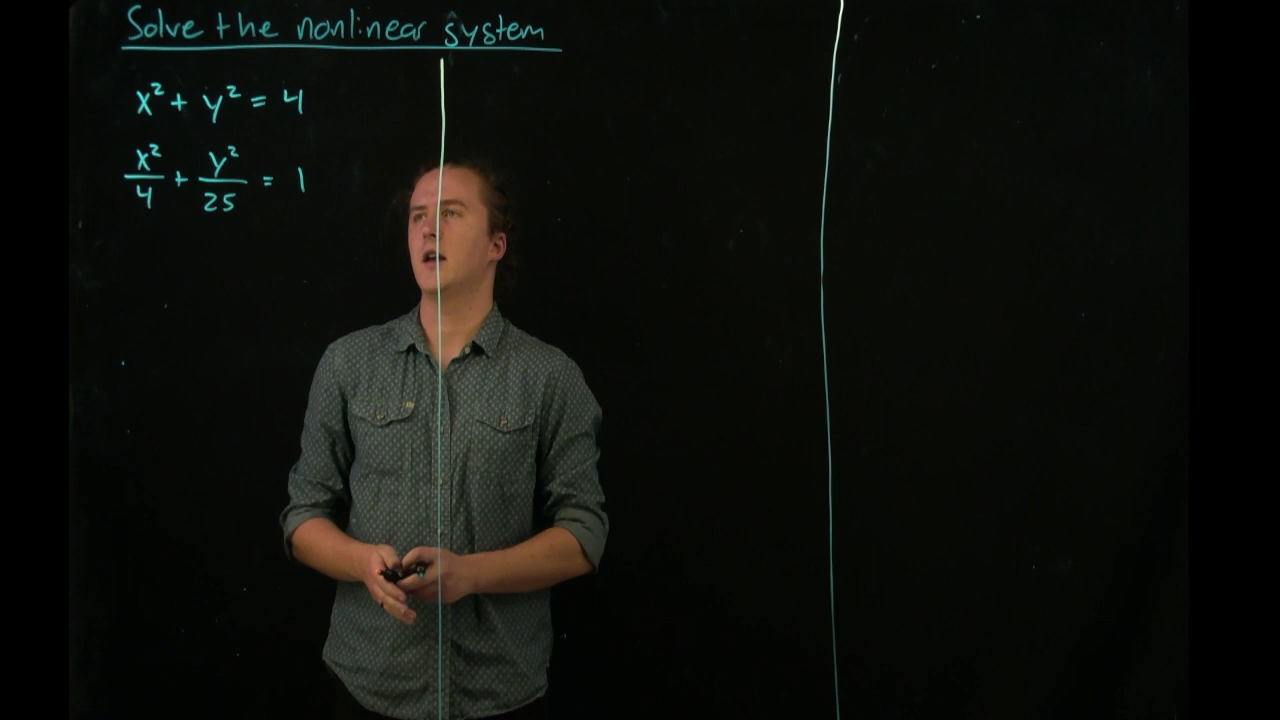 Solve the nonlinear system
x² + y² = 4
x²/4 + y²/25 = 1